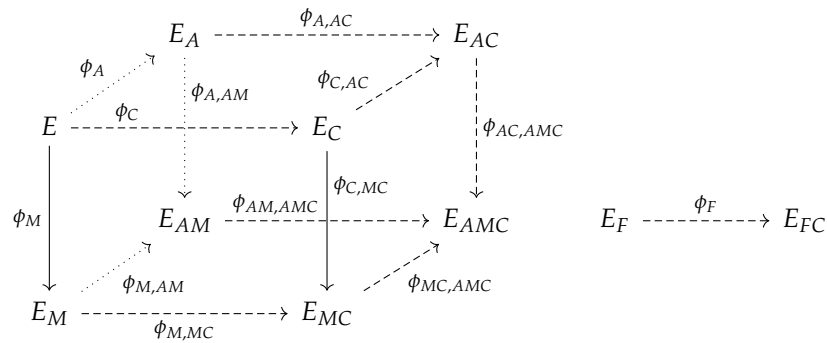 E_A ϕ_{A,AC} E_{AC}
ϕ_A ϕ_{A,AM} ϕ_{C,AC}
E ϕ_C E_C ϕ_{AC,AMC}
ϕ_M ϕ_{C,MC}
E_{AM} ϕ_{AM,AMC} E_{AMC} E_F ϕ_F E_{FC}
ϕ_{M,AM} ϕ_{MC,AMC}
E_M ϕ_{M,MC} E_{MC}